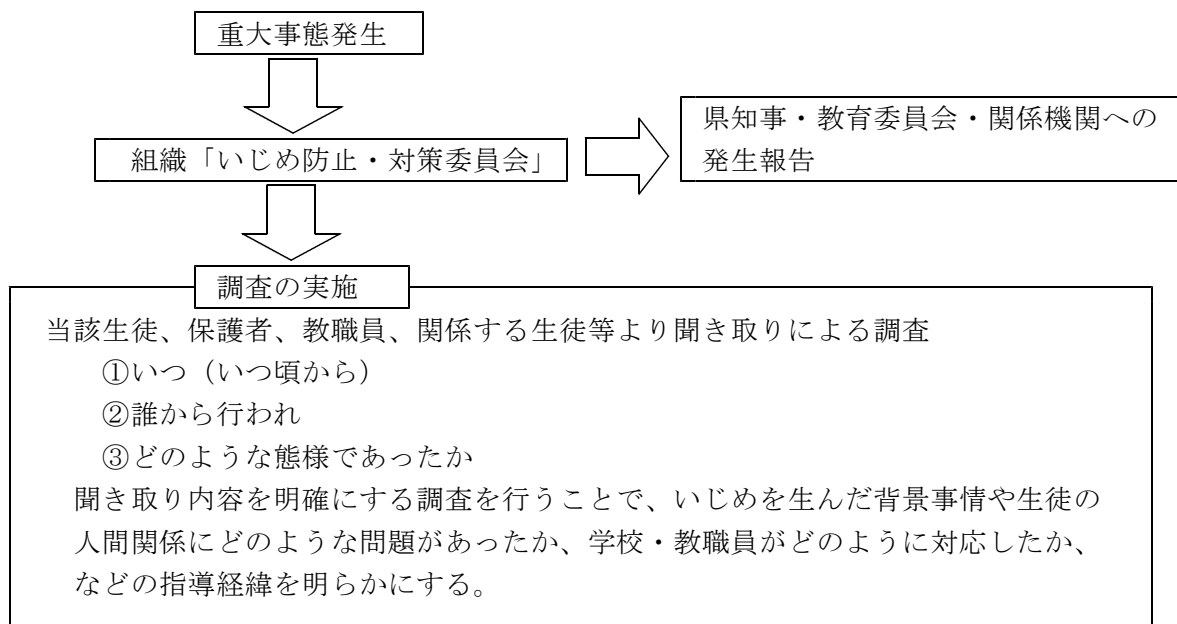 重大事態発生
組織「いじめ防止・対策委員会」
県知事・教育委員会・関係機関への
発生報告
調査の実施
当該生徒、保護者、教職員、関係する生徒等より聞き取りによる調査
①いつ（いつ頃から）
②誰から行われ
③どのような態様であったか
聞き取り内容を明確にする調査を行うことで、いじめを生んだ背景事情や生徒の
人間関係にどのような問題があったか、学校・教職員がどのように対応したか、
などの指導経緯を明らかにする。